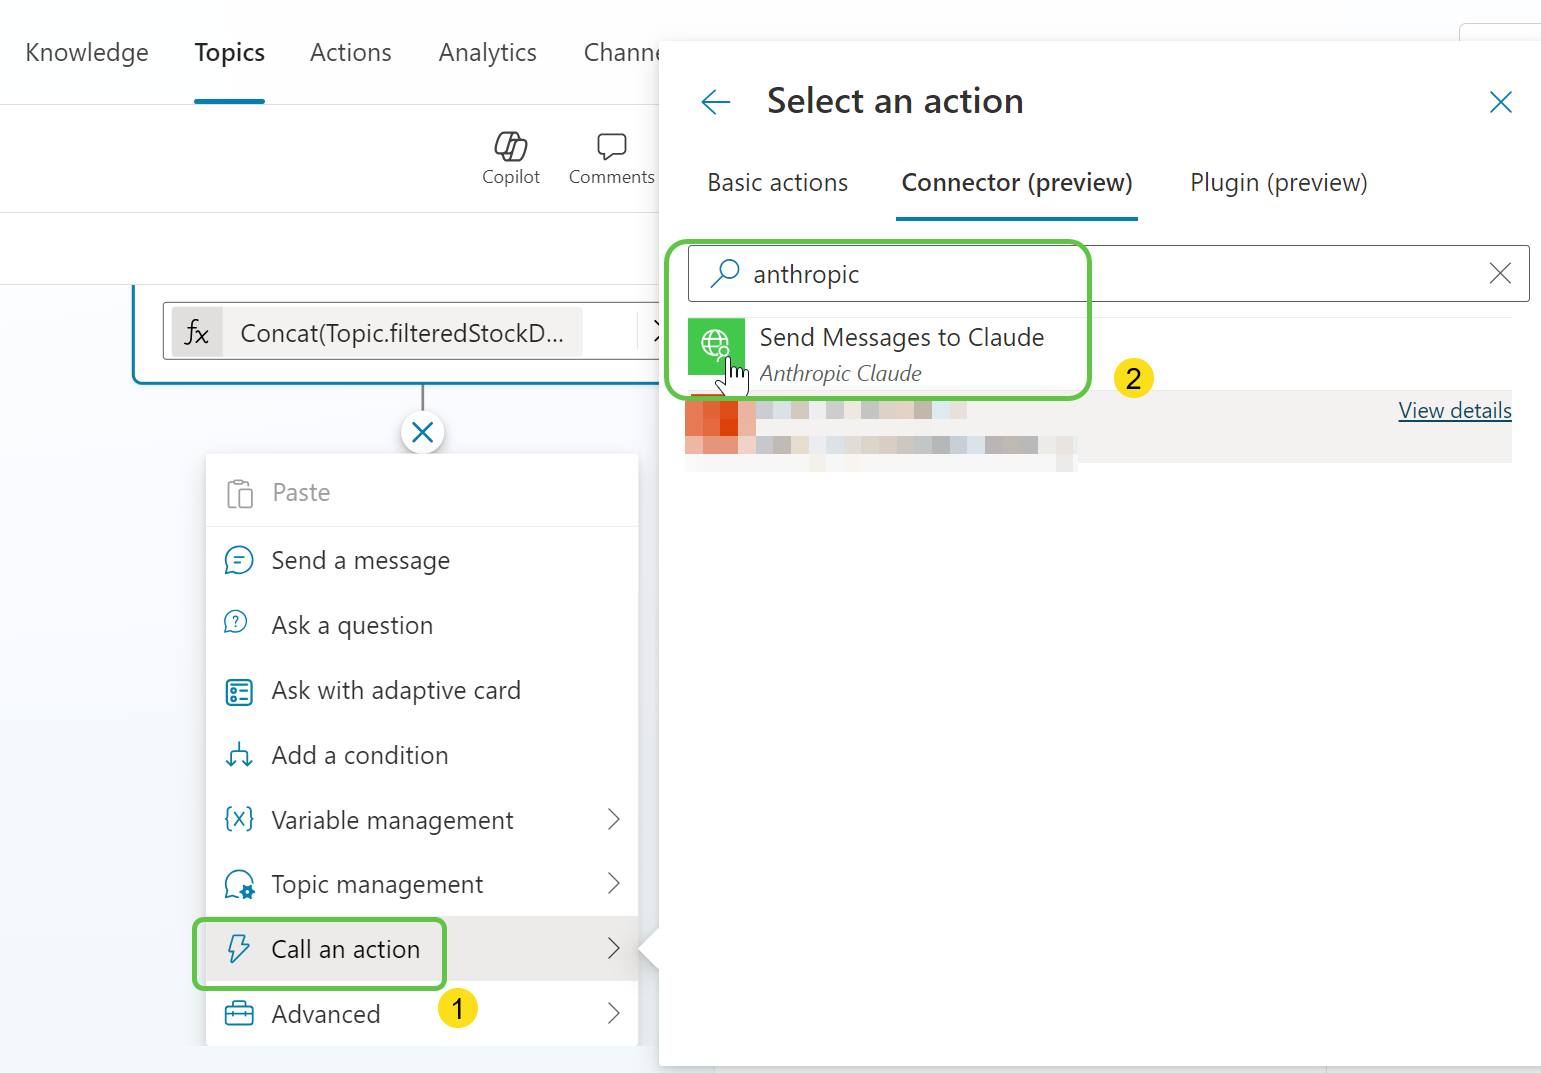 Knowledge
Topics
Actions
Analytics
Channe
Copilot
Comments
fx
Concat(Topic.filteredStockD...
Paste
Send a message
Ask a question
Ask with adaptive card
Add a condition
{x}
Variable management
Topic management
Call an action
1
Advanced
Select an action
Basic actions
Connector (preview)
Plugin (preview)
anthropic
Send Messages to Claude
Anthropic Claude
2
View details